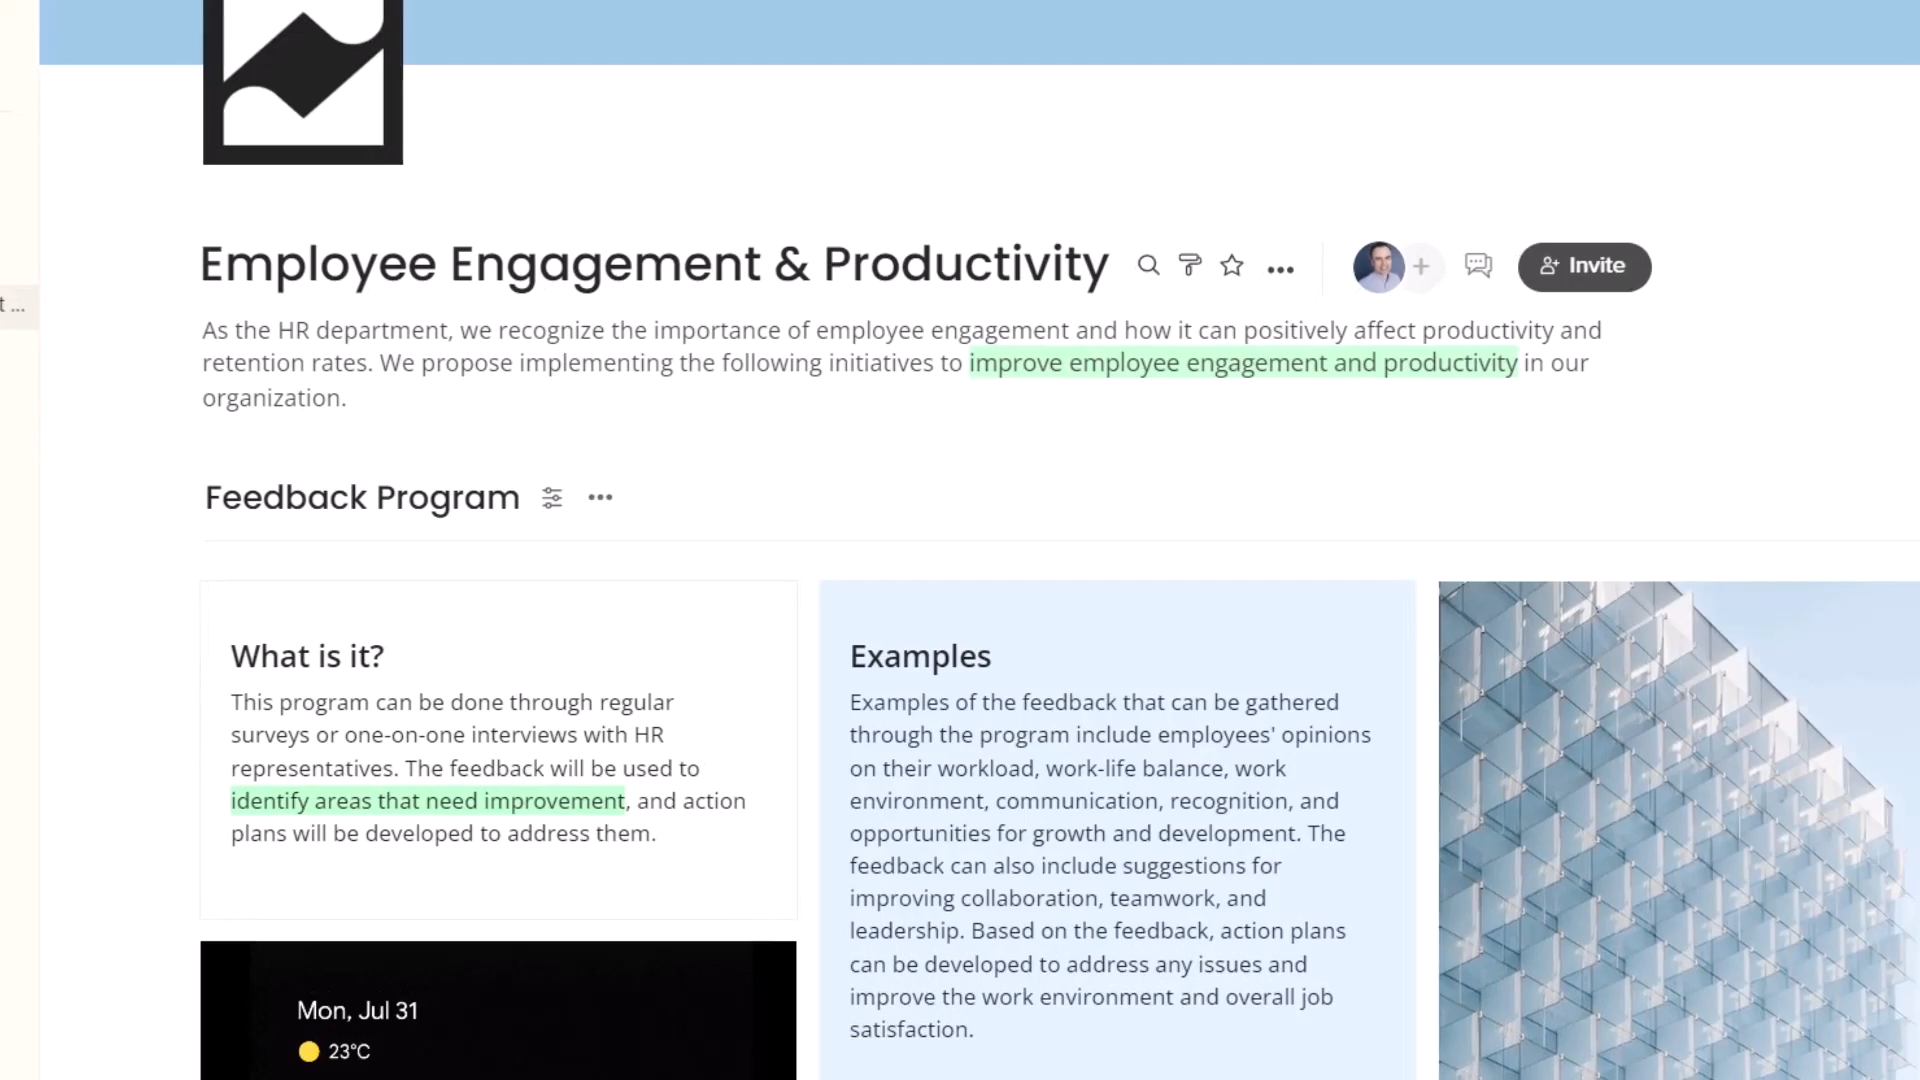 t ...
Employee Engagement & Productivity
Invite
As the HR department, we recognize the importance of employee engagement and how it can positively affect productivity and
retention rates. We propose implementing the following initiatives to improve employee engagement and productivity in our
organization.
Feedback Program
What is it?
This program can be done through regular
surveys or one-on-one interviews with HR
representatives. The feedback will be used to
identify areas that need improvement, and action
plans will be developed to address them.
Mon, Jul 31
23°C
Examples
Examples of the feedback that can be gathered
through the program include employees' opinions
on their workload, work-life balance, work
environment, communication, recognition, and
opportunities for growth and development. The
feedback can also include suggestions for
improving collaboration, teamwork, and
leadership. Based on the feedback, action plans
can be developed to address any issues and
improve the work environment and overall job
satisfaction.